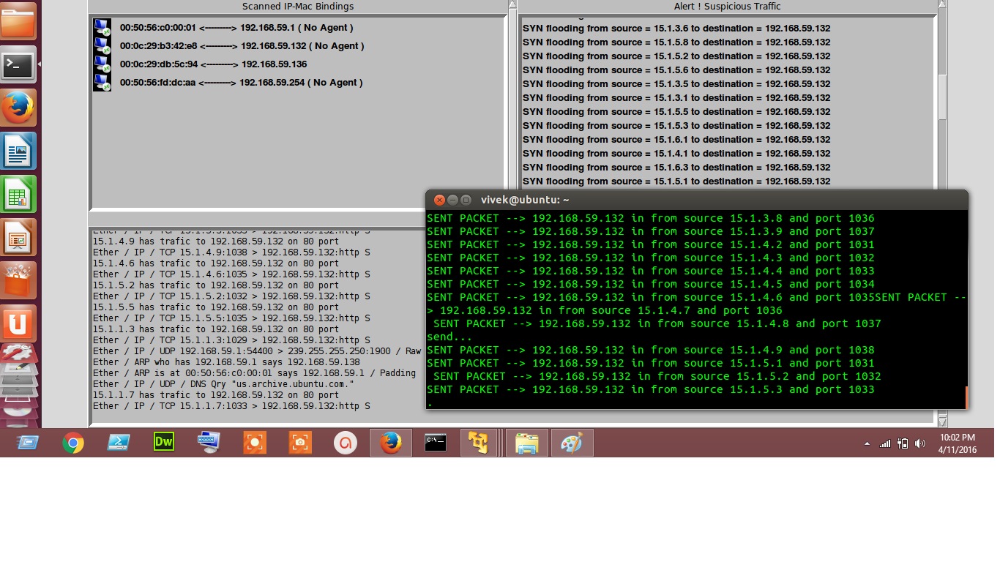 Scanned IP-Mac Bindings
00:50:56:c0:00:01 <---------> 192.168.59.1 ( No Agent )
00:0c:29:b3:42:e8 <---------> 192.168.59.132 ( No Agent )
00:0c:29:db:5c:94 <---------> 192.168.59.136
00:50:56:fd:dc:aa <---------> 192.168.59.254 ( No Agent )
Alert ! Suspicious Traffic
SYN flooding from source = 15.1.3.6 to destination = 192.168.59.132
SYN flooding from source = 15.1.5.8 to destination = 192.168.59.132
SYN flooding from source = 15.1.5.2 to destination = 192.168.59.132
SYN flooding from source = 15.1.5.6 to destination = 192.168.59.132
SYN flooding from source = 15.1.3.5 to destination = 192.168.59.132
SYN flooding from source = 15.1.3.1 to destination = 192.168.59.132
SYN flooding from source = 15.1.5.5 to destination = 192.168.59.132
SYN flooding from source = 15.1.5.3 to destination = 192.168.59.132
SYN flooding from source = 15.1.6.1 to destination = 192.168.59.132
SYN flooding from source = 15.1.4.1 to destination = 192.168.59.132
SYN flooding from source = 15.1.6.3 to destination = 192.168.59.132
SYN flooding from source = 15.1.5.1 to destination = 192.168.59.132
15.1.4.9 has trafic to 192.168.59.132 on 80 port
Ether / IP / TCP 15.1.4.9:1038 > 192.168.59.132:http S
15.1.4.6 has trafic to 192.168.59.132 on 80 port
Ether / IP / TCP 15.1.4.6:1035 > 192.168.59.132:http S
15.1.5.2 has trafic to 192.168.59.132 on 80 port
Ether / IP / TCP 15.1.5.2:1032 > 192.168.59.132:http S
15.1.5.5 has trafic to 192.168.59.132 on 80 port
Ether / IP / TCP 15.1.5.5:1035 > 192.168.59.132:http S
15.1.1.3 has trafic to 192.168.59.132 on 80 port
Ether / IP / TCP 15.1.1.3:1029 > 192.168.59.132:http S
Ether / IP / UDP 192.168.59.1:54400 > 239.255.255.250:1900 / Raw
Ether / ARP who has 192.168.59.1 says 192.168.59.138
Ether / ARP is at 00:50:56:c0:00:01 says 192.168.59.1 / Padding
Ether / IP / UDP / DNS Qry "us.archive.ubuntu.com."
15.1.1.7 has trafic to 192.168.59.132 on 80 port
Ether / IP / TCP 15.1.1.7:1033 > 192.168.59.132:http S
vivek@ubuntu: ~
SENT PACKET --> 192.168.59.132 in from source 15.1.3.8 and port 1036
SENT PACKET --> 192.168.59.132 in from source 15.1.3.9 and port 1037
SENT PACKET --> 192.168.59.132 in from source 15.1.4.2 and port 1031
SENT PACKET --> 192.168.59.132 in from source 15.1.4.3 and port 1032
SENT PACKET --> 192.168.59.132 in from source 15.1.4.4 and port 1033
SENT PACKET --> 192.168.59.132 in from source 15.1.4.5 and port 1034
SENT PACKET --> 192.168.59.132 in from source 15.1.4.6 and port 1035SENT PACKET --
> 192.168.59.132 in from source 15.1.4.7 and port 1036
SENT PACKET --> 192.168.59.132 in from source 15.1.4.8 and port 1037
send...
SENT PACKET --> 192.168.59.132 in from source 15.1.4.9 and port 1038
SENT PACKET --> 192.168.59.132 in from source 15.1.5.1 and port 1031
SENT PACKET --> 192.168.59.132 in from source 15.1.5.2 and port 1032
SENT PACKET --> 192.168.59.132 in from source 15.1.5.3 and port 1033
.
Dw
C:\_
10:02 PM
4/11/2016